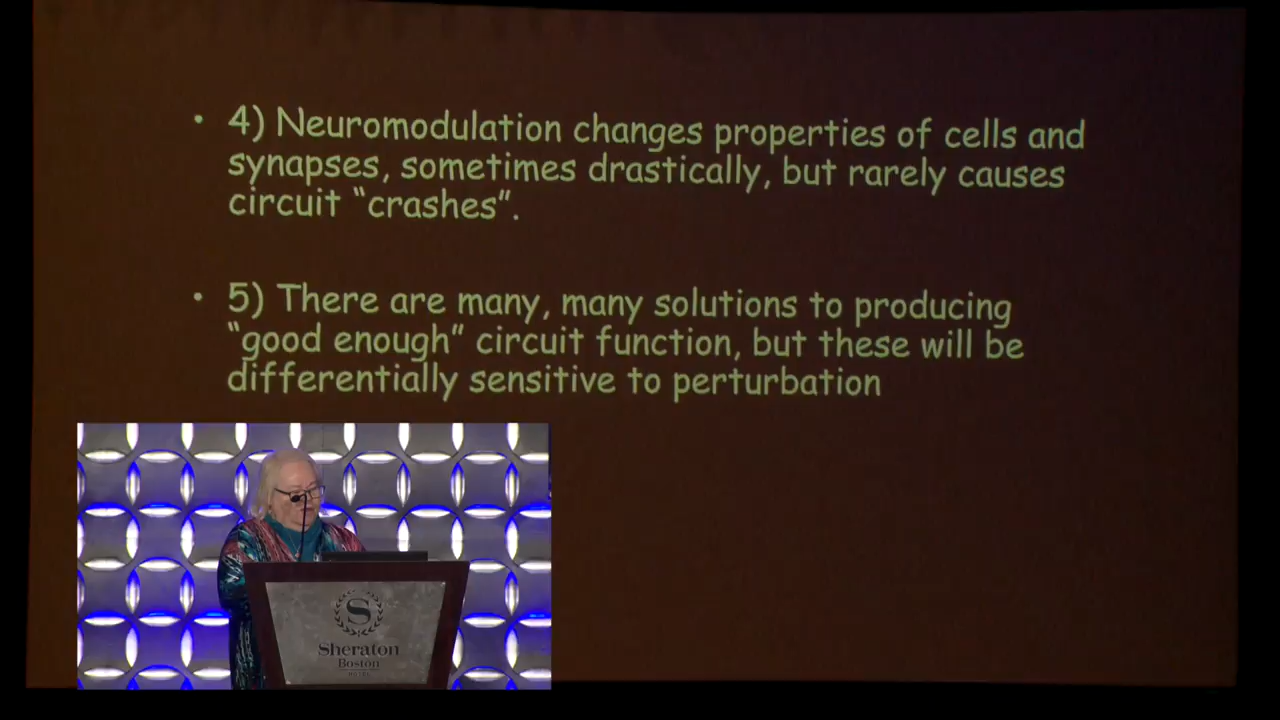 • 4) Neuromodulation changes properties of cells and
synapses, sometimes drastically, but rarely causes
circuit “crashes”.
• 5) There are many, many solutions to producing
“good enough” circuit function, but these will be
differentially sensitive to perturbation
S
Sheraton
Boston
HOTEL